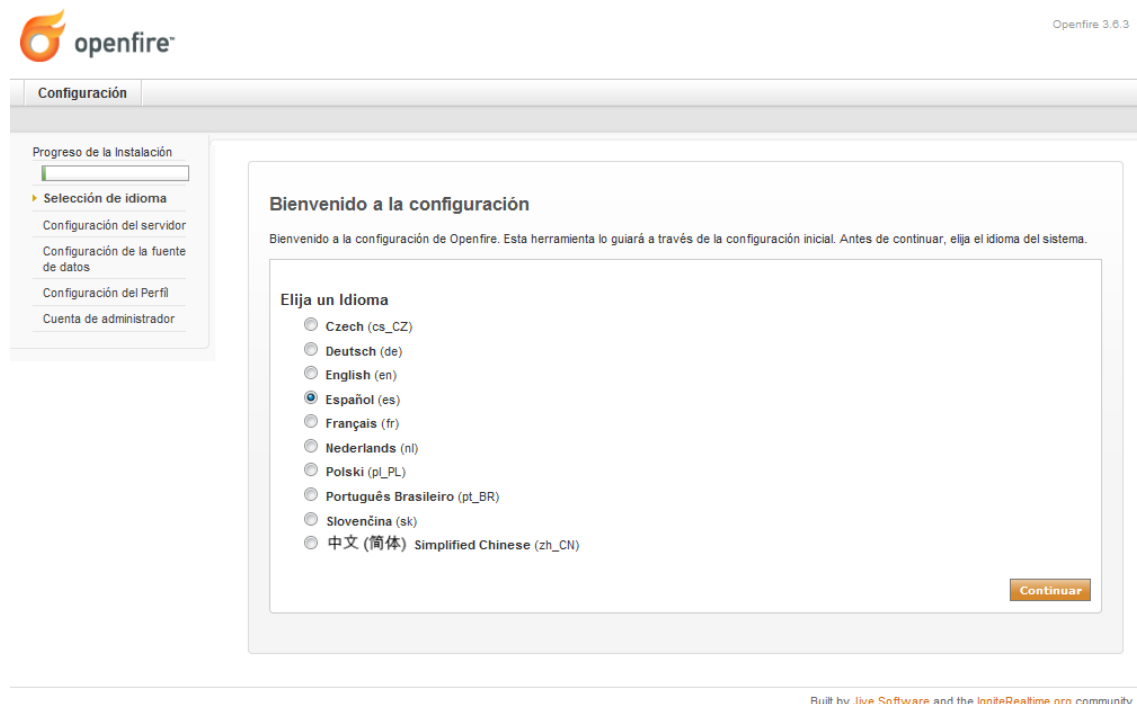 openfire™
Openfire 3.6.3
Configuración
Progreso de la Instalación
Selección de idioma
Configuración del servidor
Configuración de la fuente
de datos
Configuración del Perfíl
Cuenta de administrador
Bienvenido a la configuración
Bienvenido a la configuración de Openfire. Esta herramienta lo guiará a través de la configuración inicial. Antes de continuar, elija el idioma del sistema.
Elija un Idioma
Czech (cs_CZ)
Deutsch (de)
English (en)
Español (es)
Français (fr)
Nederlands (nl)
Polski (pl_PL)
Português Brasileiro (pt_BR)
Slovenčina (sk)
中文 (简体) Simplified Chinese (zh_CN)
Continuar
Built by Jive Software and the IgniteRealtime.org community